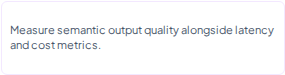 Measure semantic output quality alongside latency
and cost metrics.